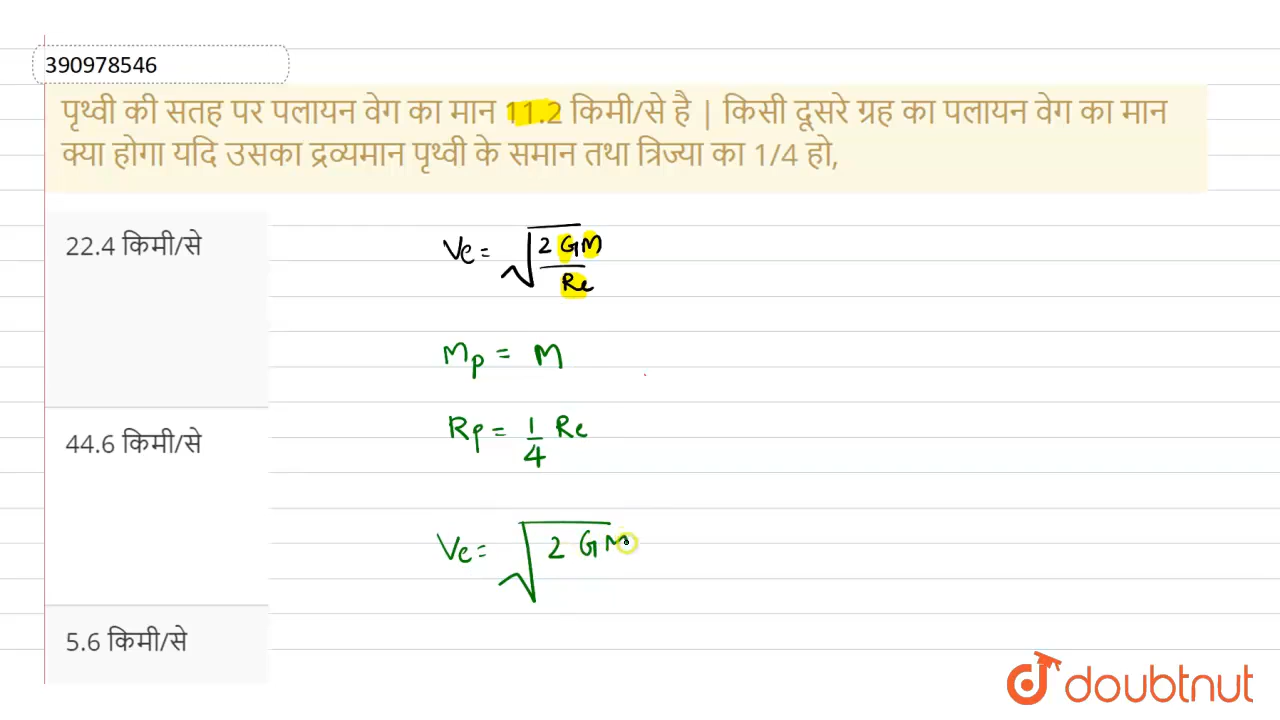 390978546
पृथ्वी की सतह पर पलायन वेग का मान 11.2 किमी/से है | किसी दूसरे ग्रह का पलायन वेग का मान
क्या होगा यदि उसका द्रव्यमान पृथ्वी के समान तथा त्रिज्या का 1/4 हो,
22.4 किमी/से
Ve = √(2GM/Re)
Mp = M
Rp = 1/4 Re
44.6 किमी/से
Ve = √2 GM
5.6 किमी/से
doubtnut